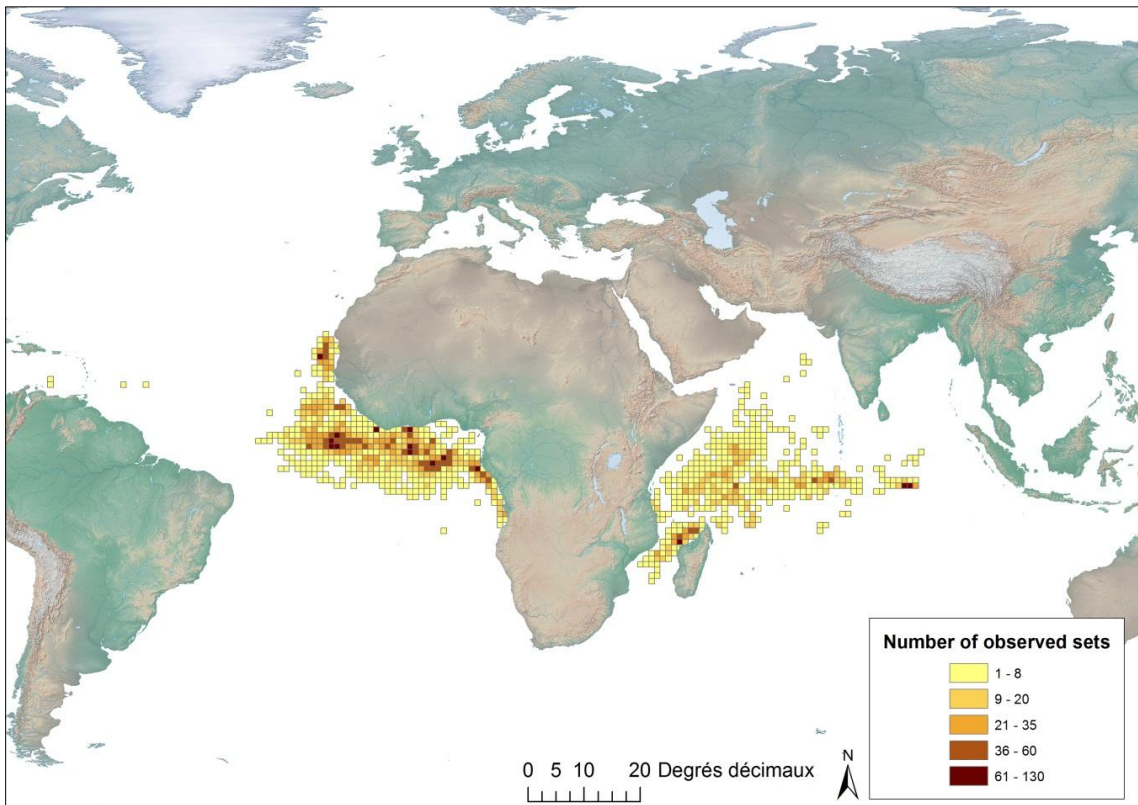 Number of observed sets
1 - 8
9 - 20
21 - 35
36 - 60
61 - 130
N
0 5 10 20 Degrés décimaux